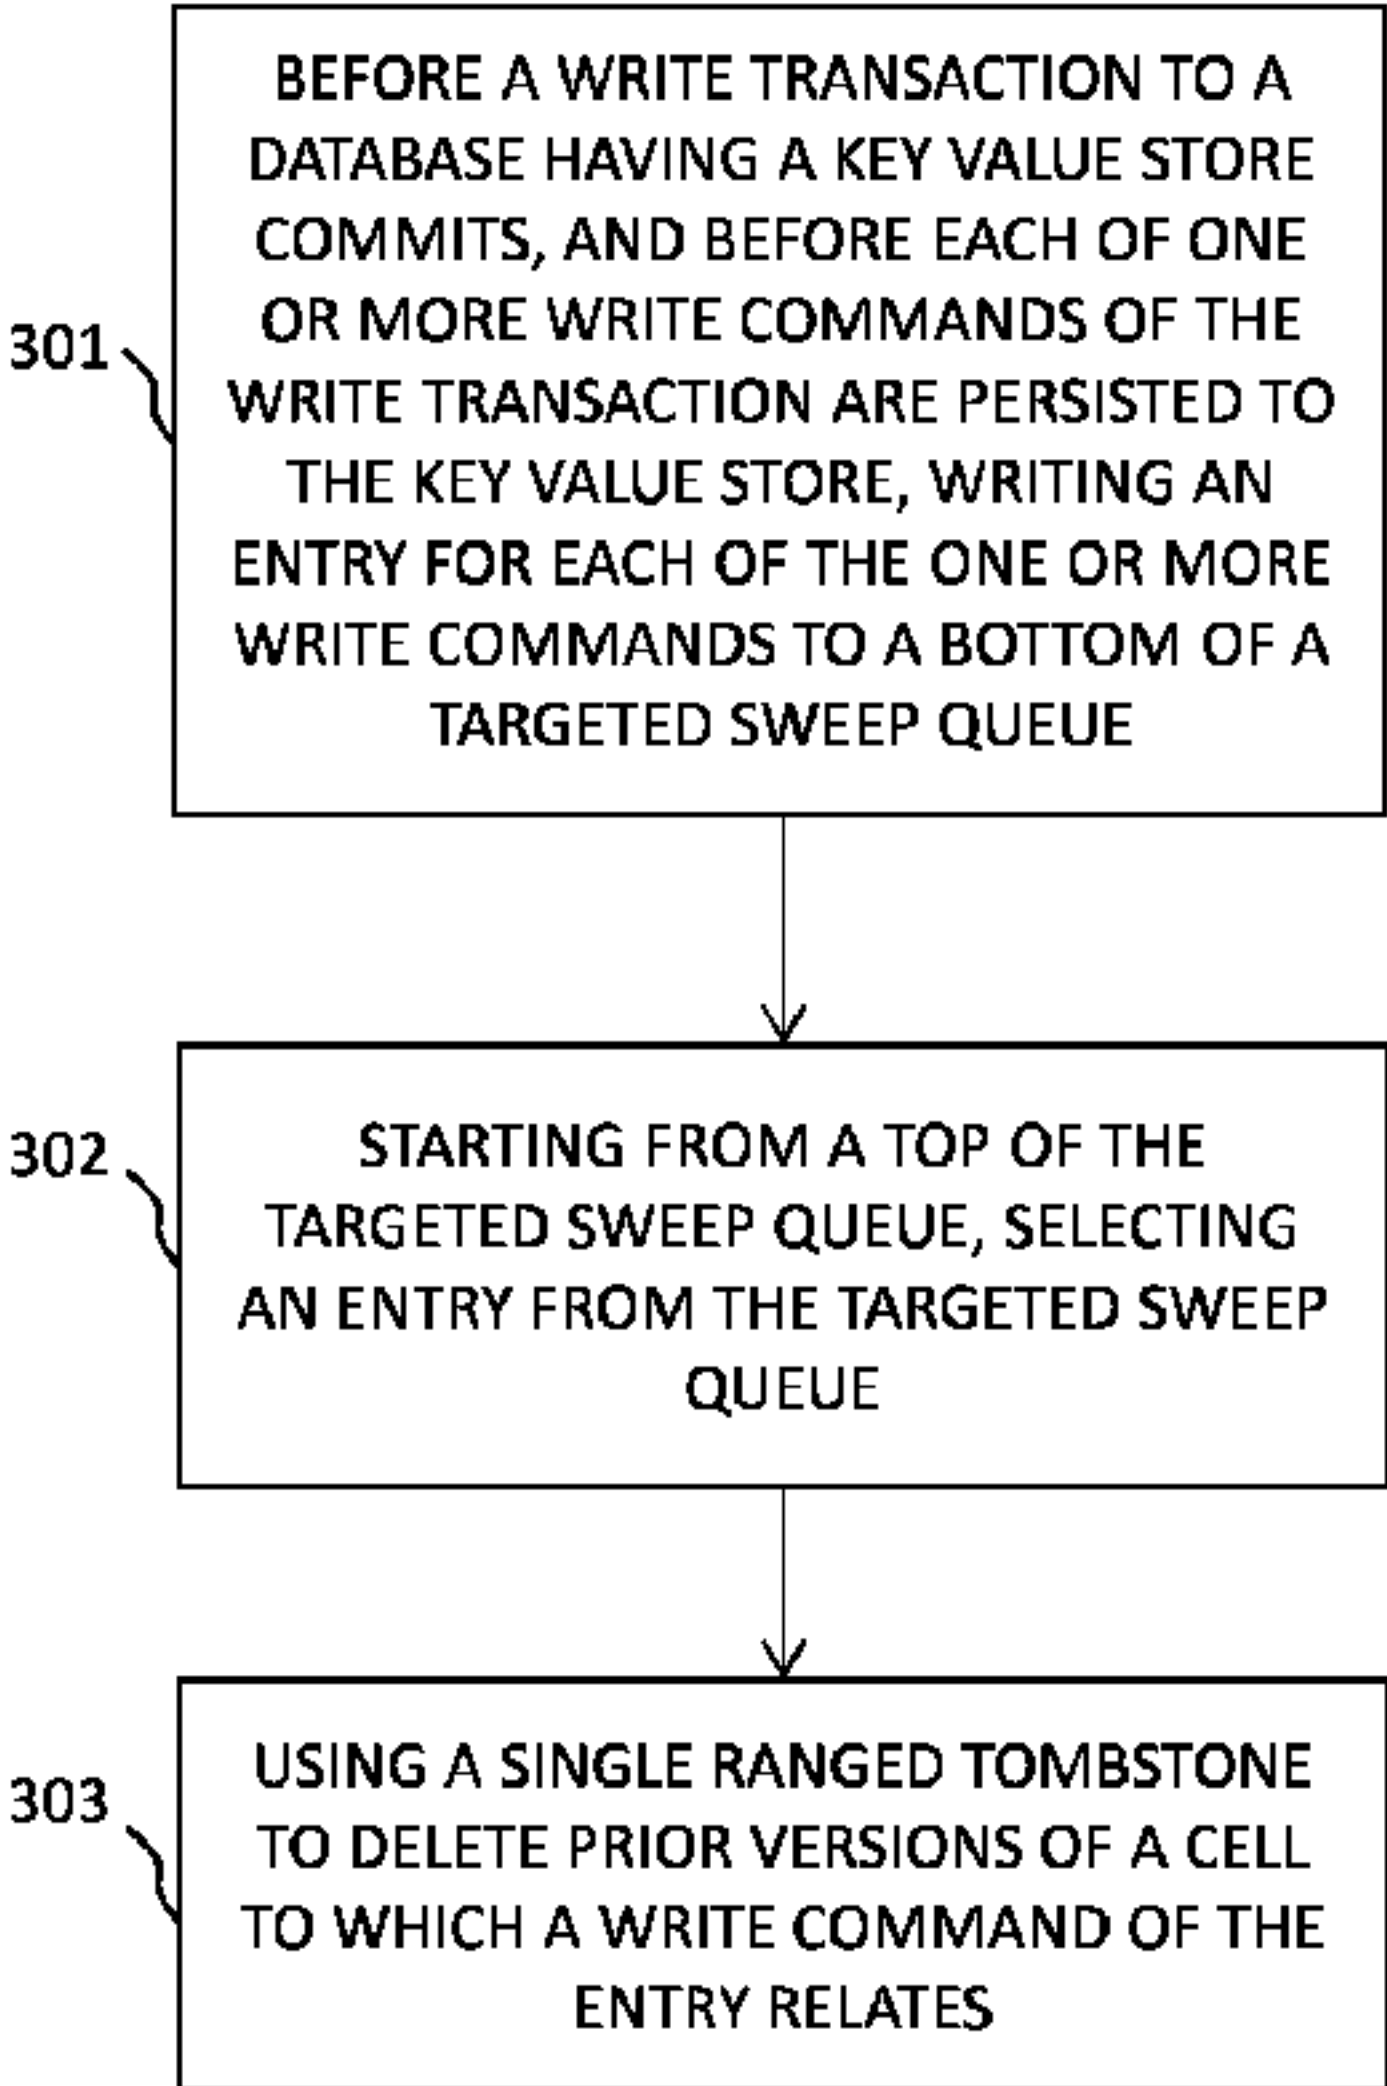 BEFORE A WRITE TRANSACTION TO A
DATABASE HAVING A KEY VALUE STORE
COMMITS, AND BEFORE EACH OF ONE
OR MORE WRITE COMMANDS OF THE
301
WRITE TRANSACTION ARE PERSISTED TO
THE KEY VALUE STORE, WRITING AN
ENTRY FOR EACH OF THE ONE OR MORE
WRITE COMMANDS TO A BOTTOM OF A
TARGETED SWEEP QUEUE
302
STARTING FROM A TOP OF THE
TARGETED SWEEP QUEUE, SELECTING
AN ENTRY FROM THE TARGETED SWEEP
QUEUE
303
USING A SINGLE RANGED TOMBSTONE
TO DELETE PRIOR VERSIONS OF A CELL
TO WHICH A WRITE COMMAND OF THE
ENTRY RELATES